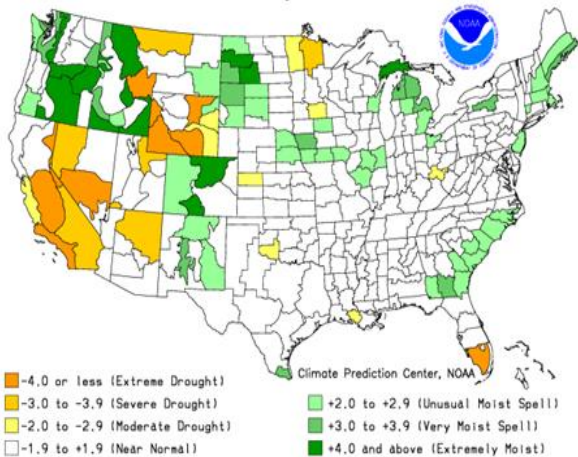 NOAA
Climate Prediction Center, NOAA
-4.0 or less (Extreme Drought)
-3.0 to -3.9 (Severe Drought)
-2.0 to -2.9 (Moderate Drought)
-1.9 to +1.9 (Near Normal)
+2.0 to +2.9 (Unusual Moist Spell)
+3.0 to +3.9 (Very Moist Spell)
+4.0 and above (Extremely Moist)